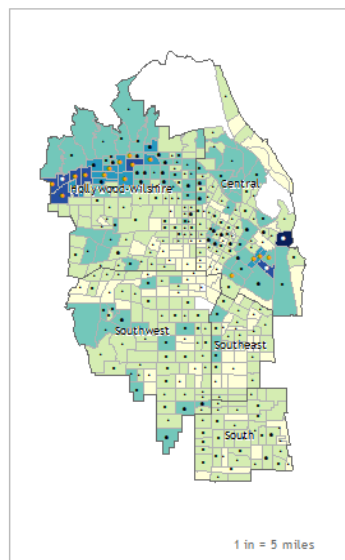 Hollywood-wilshire
Central
Southwest
Southeast
South
1 in = 5 miles